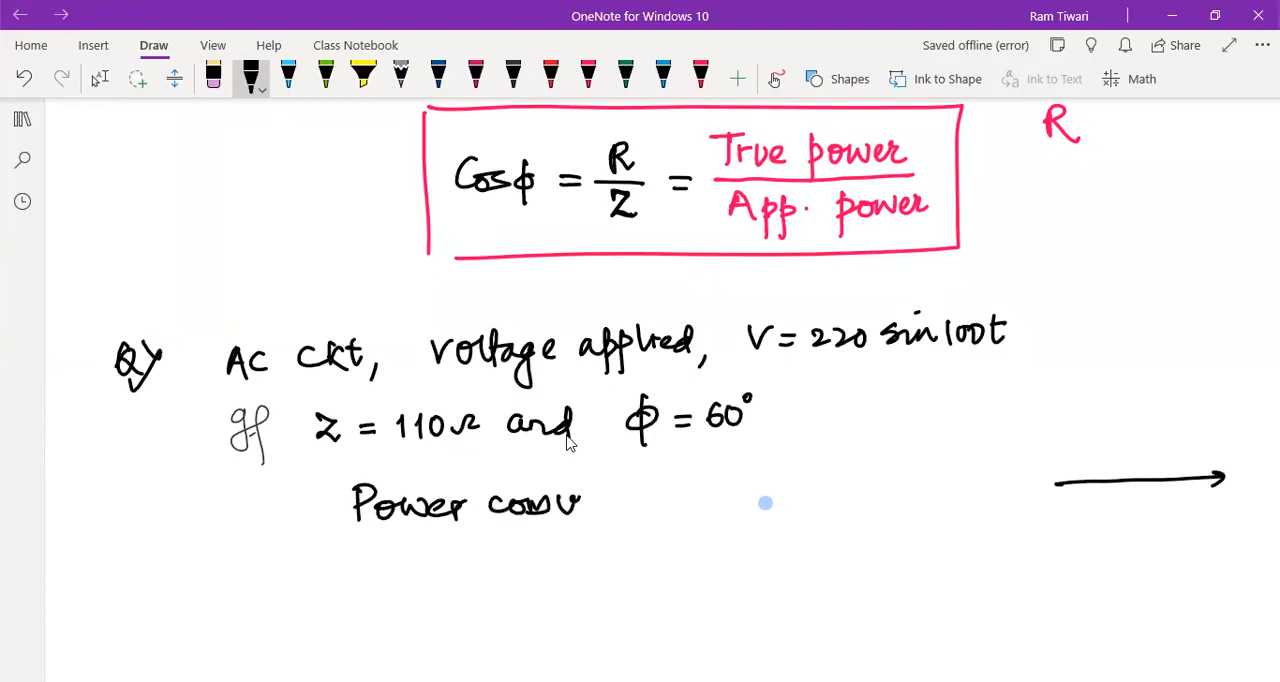 OneNote for Windows 10
Ram Tiwari
Home Insert Draw View Help Class Notebook
Saved offline (error) Share
Shapes Ink to Shape Ink to Text Math
R
Cosϕ = R/Z = True power/App. power
Q) AC Ckt, voltage applied, V = 220 sin100t
If Z = 110Ω and ϕ = 60°
Power consu